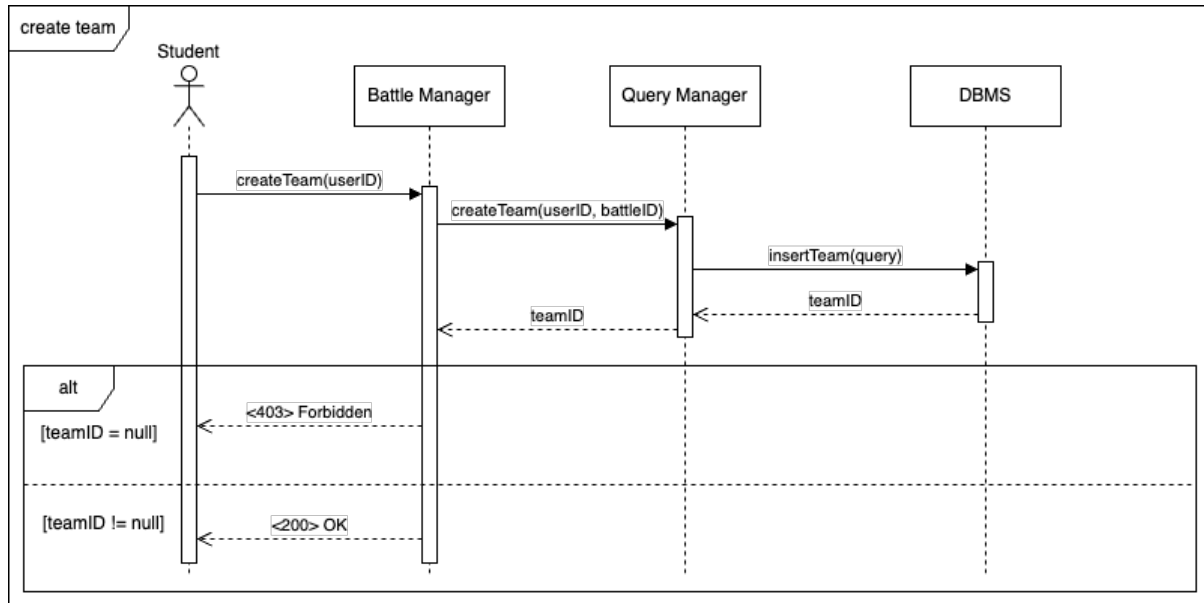 create team
Student
Battle Manager
Query Manager
DBMS
createTeam(userID)
createTeam(userID, battleID)
insertTeam(query)
teamID
teamID
alt
<403> Forbidden
[teamID = null]
[teamID != null]
<200> OK